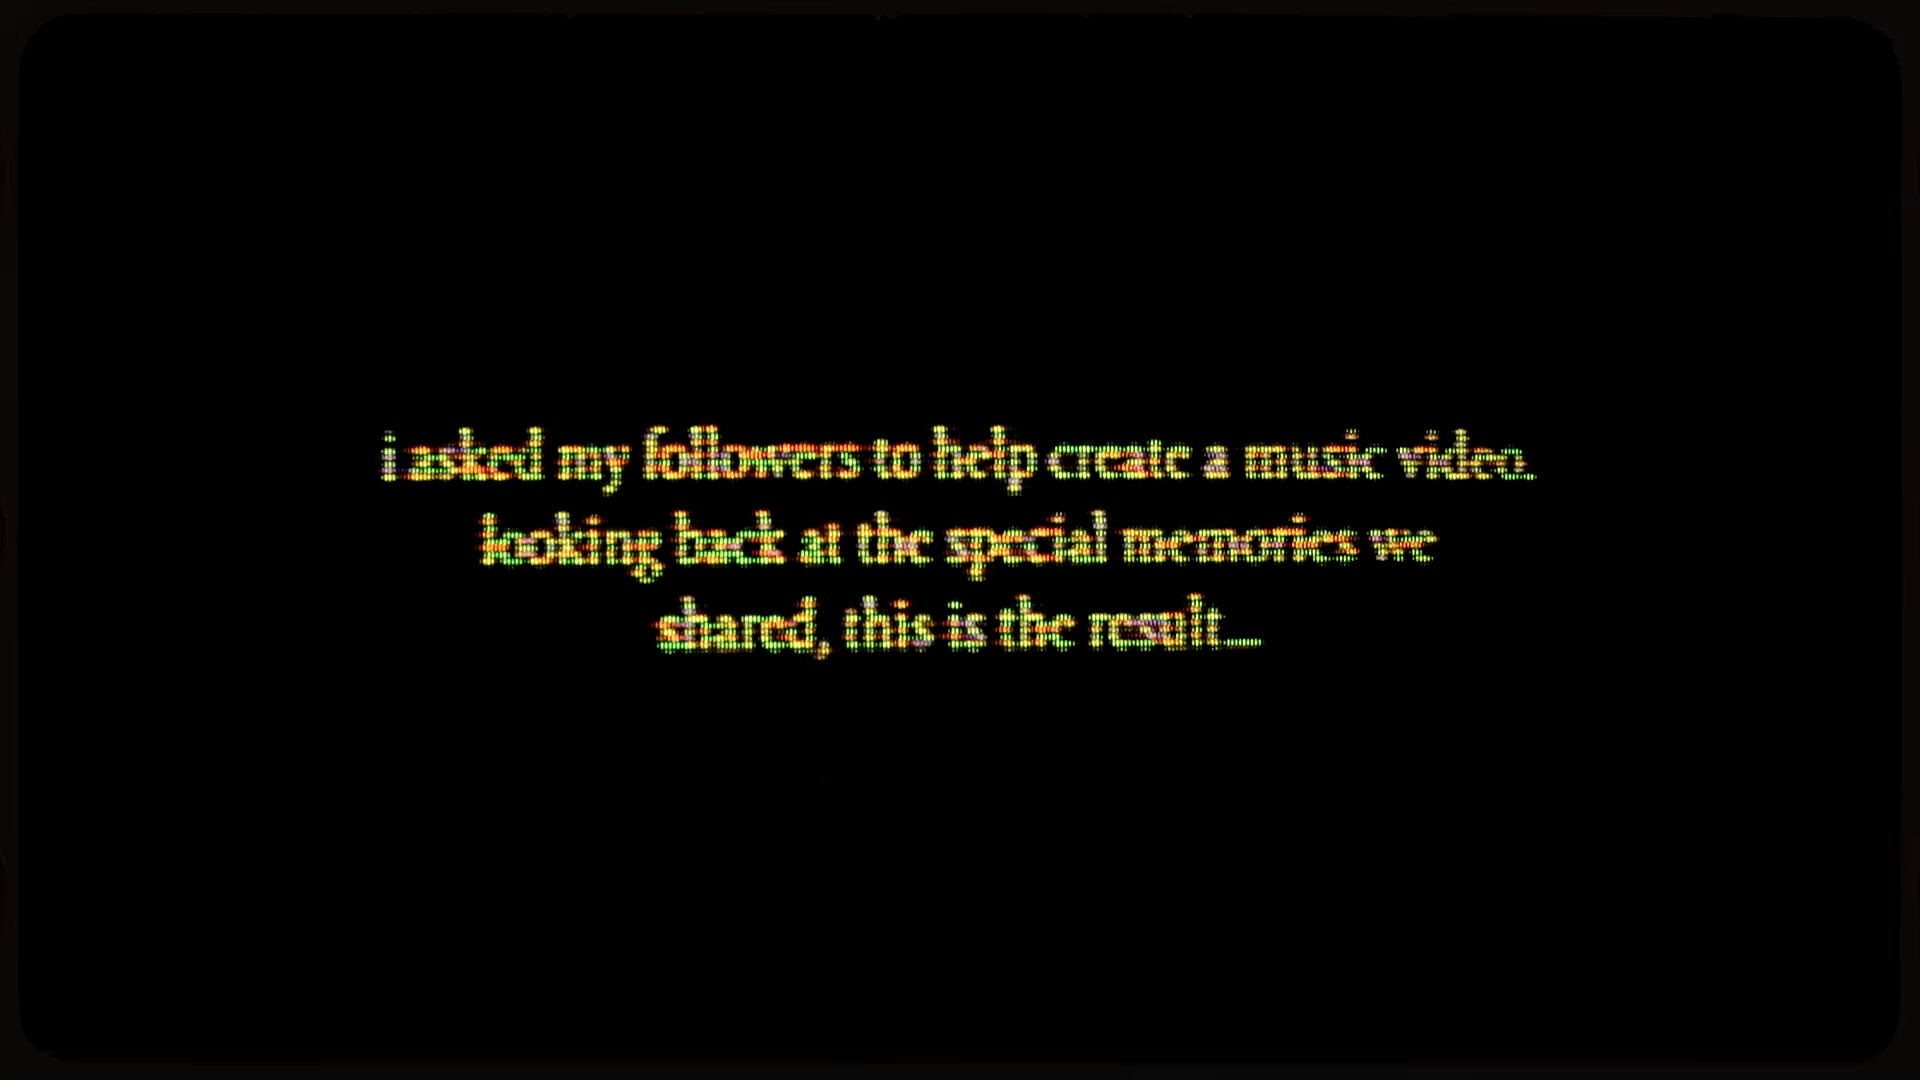 i asked my followers to help create a music video.
looking back at the special memories we
shared, this is the result...